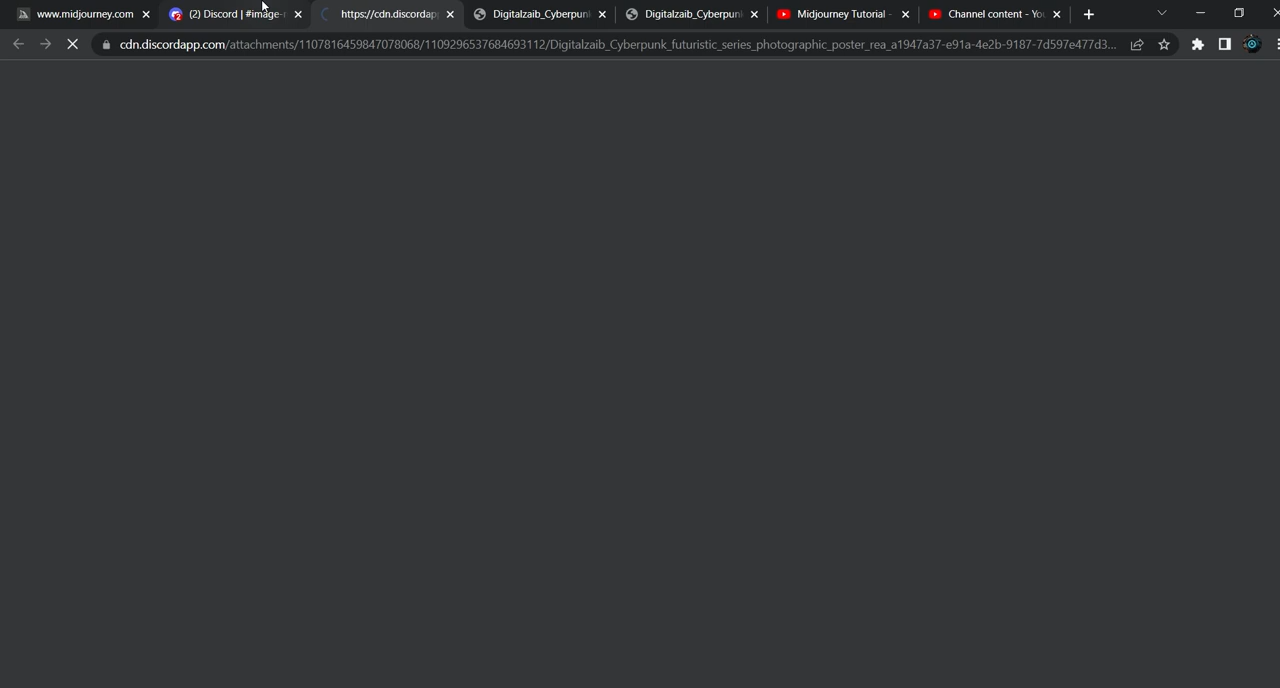 www.midjourney.com
(2) Discord | #image-r
https://cdn.discordap
Digitalzaib_Cyberpun
Digitalzaib_Cyberpunk
Midjourney Tutorial -
Channel content - Yo
cdn.discordapp.com/attachments/1107816459847078068/1109296537684693112/Digitalzaib_Cyberpunk_futuristic_series_photographic_poster_rea_a1947a37-e91a-4e2b-9187-7d597e477d3...